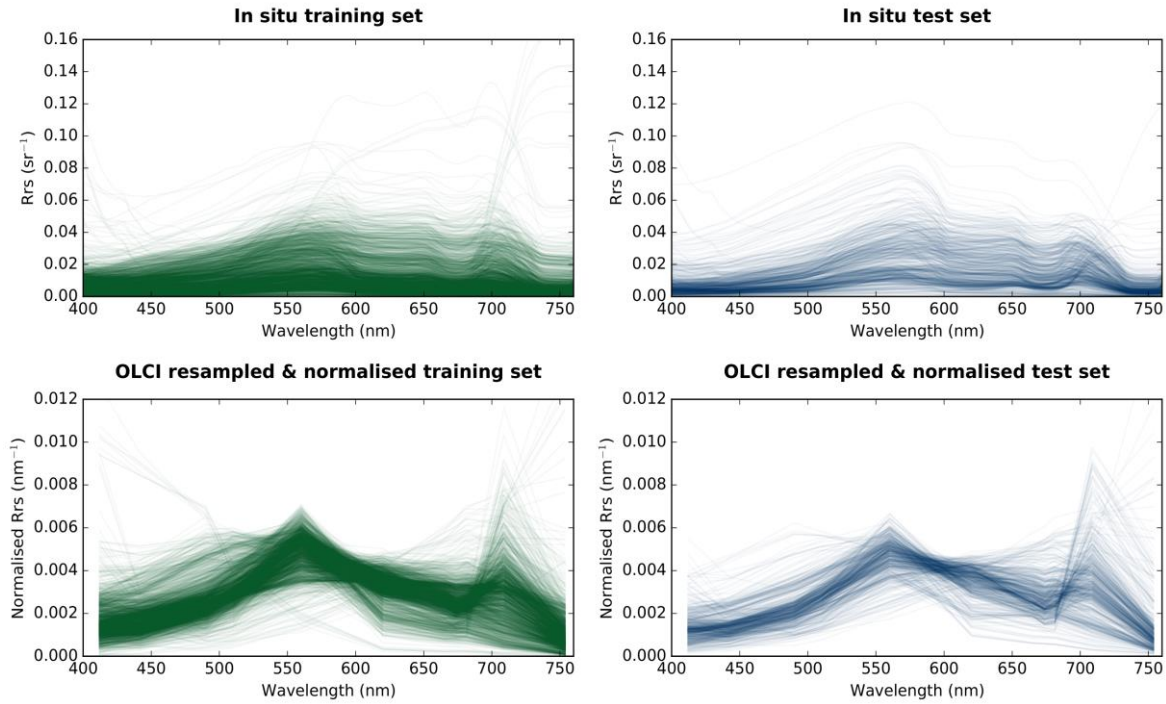 In situ training set
0.16
0.14
0.12
0.10
0.08
0.06
0.04
0.02
0.00
Rrs (sr⁻¹)
400 450 500 550 600 650 700 750
Wavelength (nm)
In situ test set
0.16
0.14
0.12
0.10
0.08
0.06
0.04
0.02
0.00
Rrs (sr⁻¹)
400 450 500 550 600 650 700 750
Wavelength (nm)
OLCI resampled & normalised training set
0.012
0.010
0.008
0.006
0.004
0.002
0.000
Normalised Rrs (nm⁻¹)
400 450 500 550 600 650 700 750
Wavelength (nm)
OLCI resampled & normalised test set
0.012
0.010
0.008
0.006
0.004
0.002
0.000
Normalised Rrs (nm⁻¹)
400 450 500 550 600 650 700 750
Wavelength (nm)